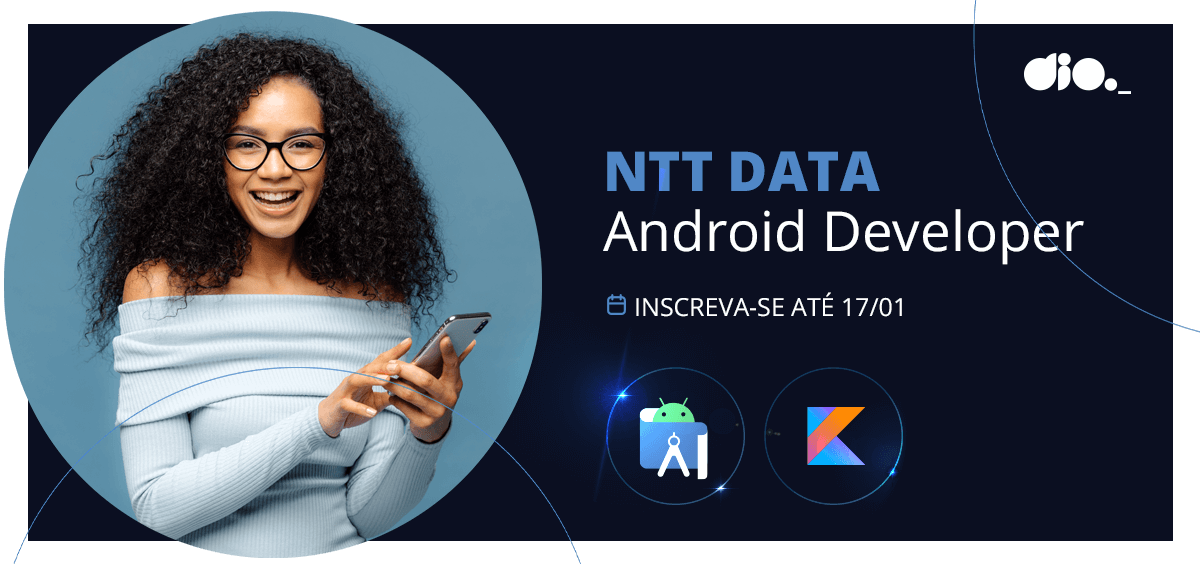 dio._
NTT DATA
Android Developer
INSCREVA-SE ATÉ 17/01